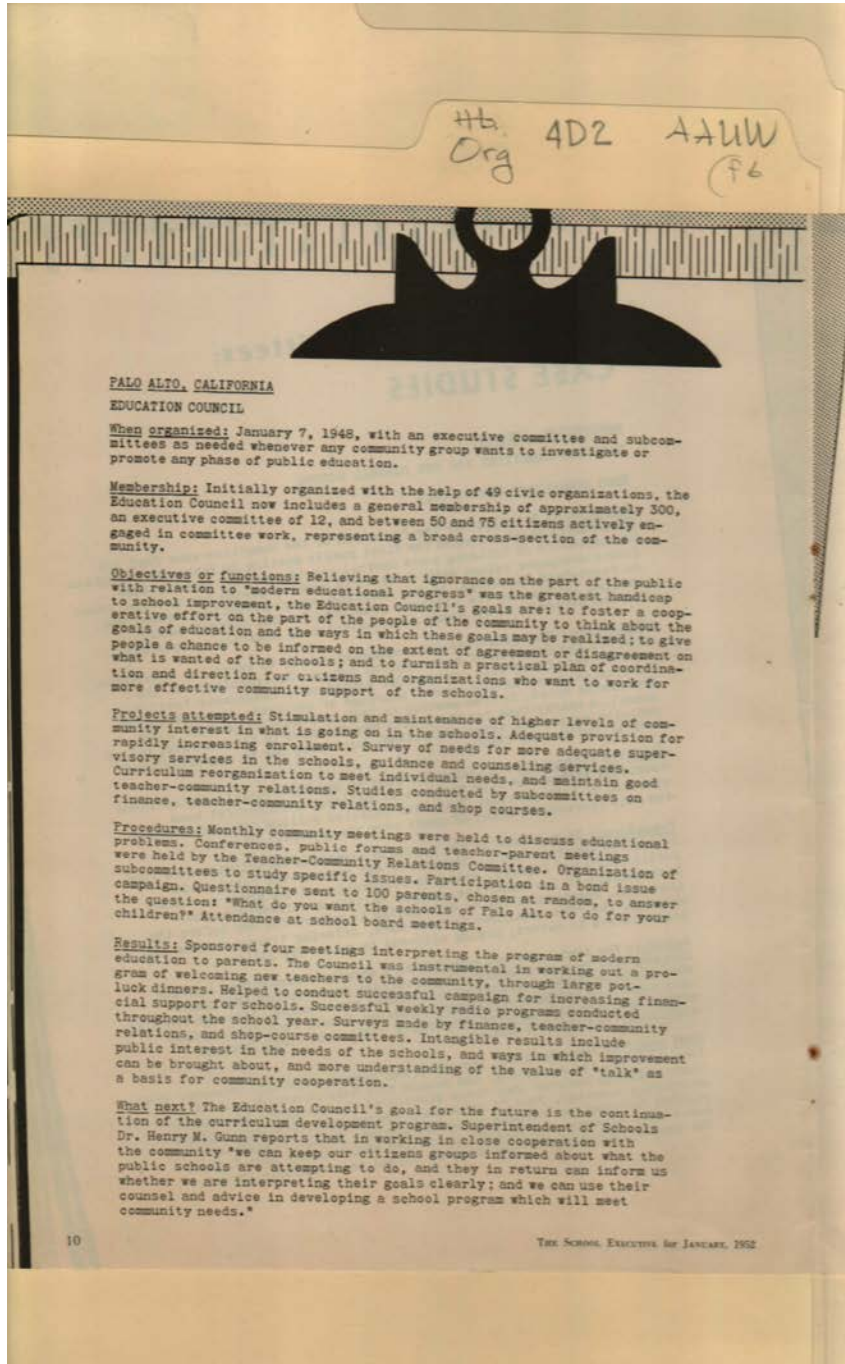 Org 4D2 AAUW
PALO ALTO, CALIFORNIA
EDUCATION COUNCIL
When organized: January 7, 1948, with an executive committee and subcom-
mittees as needed whenever any community group wants to investigate or
promote any phase of public education.
Membership: Initially organized with the help of 49 civic organizations, the
Education Council now includes a general membership of approximately 300,
an executive committee of 12, and between 50 and 75 citizens actively en-
gaged in committee work, representing a broad cross-section of the com-
munity.
Objectives or functions: Believing that ignorance on the part of the public
with relation to "modern educational progress" was the greatest handicap
to school improvement, the Education Council's goals are: to foster a coop-
erative effort on the part of the people of the community to think about the
goals of education and the ways in which these goals may be realized; to give
people a chance to be informed on the extent of agreement or disagreement on
what is wanted of the schools; and to furnish a practical plan of coordina-
tion and direction for citizens and organizations who want to work for
more effective community support of the schools.
Projects attempted: Stimulation and maintenance of higher levels of com-
munity interest in what is going on in the schools. Adequate provision for
rapidly increasing enrollment. Survey of needs for more adequate super-
visory services in the schools, guidance and counseling services.
Curriculum reorganization to meet individual needs, and maintain good
teacher-community relations. Studies conducted by subcommittees on
finance, teacher-community relations, and shop courses.
Procedures: Monthly community meetings were held to discuss educational
problems. Conferences, public forums and teacher-parent meetings
were held by the Teacher-Community Relations Committee. Organization of
subcommittees to study specific issues. Participation in a bond issue
campaign. Questionnaire sent to 100 parents, chosen at random, to answer
the question: "What do you want the schools of Palo Alto to do for your
children?" Attendance at school board meetings.
Results: Sponsored four meetings interpreting the program of modern
education to parents. The Council was instrumental in working out a pro-
gram of welcoming new teachers to the community, through large pot-
luck dinners. Helped to conduct successful campaign for increasing finan-
cial support for schools. Successful weekly radio programs conducted
throughout the school year. Surveys made by finance, teacher-community
relations, and shop-course committees. Intangible results include
public interest in the needs of the schools, and ways in which improvement
can be brought about, and more understanding of the value of "talk" as
a basis for community cooperation.
What next? The Education Council's goal for the future is the continua-
tion of the curriculum development program. Superintendent of Schools
Dr. Henry M. Gunn reports that in working in close cooperation with
the community "we can keep our citizens groups informed about what the
public schools are attempting to do, and they in return can inform us
whether we are interpreting their goals clearly; and we can use their
counsel and advice in developing a school program which will meet
community needs."
10 THE SCHOOL EXECUTIVE for JANUARY, 1952